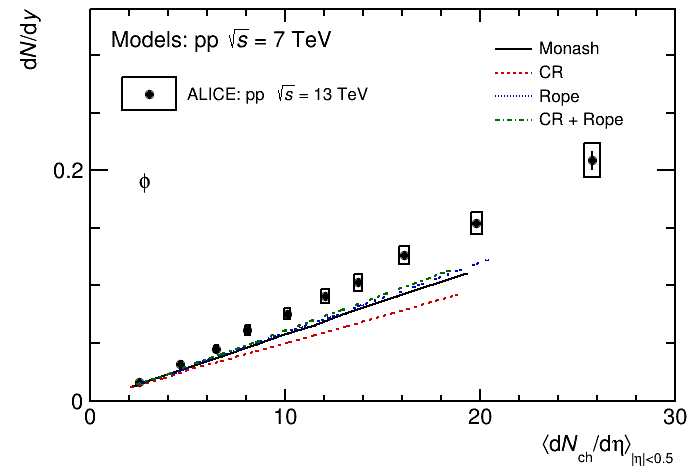 dN/dy
Models: pp √s = 7 TeV
ALICE: pp √s = 13 TeV
Monash
CR
Rope
CR + Rope
0.2
ϕ
0
0
10
20
30
⟨dN_ch/dη⟩_|η|<0.5